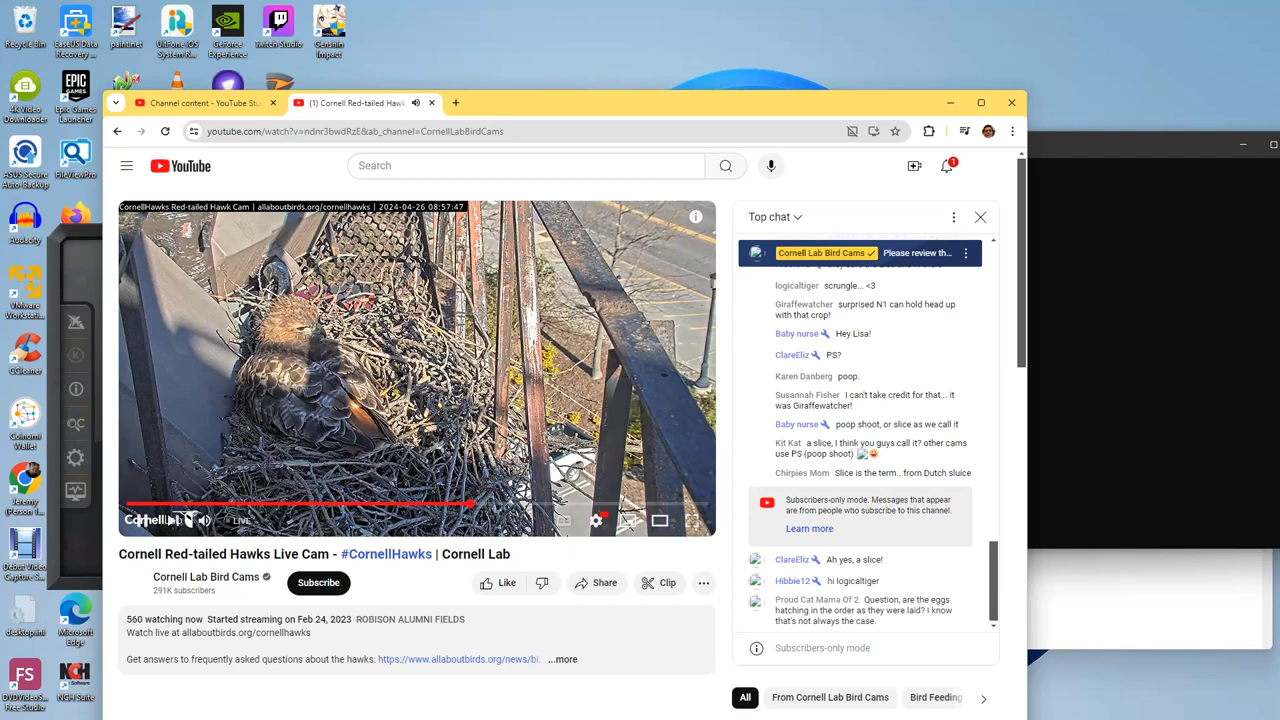 Recycle Bin
EaseUS Data
Recovery ...
paint.net
UltFone iOS
System R...
GeForce
Experience
Twitch Studio
Genshin
Impact
4K Video
Downloader
Epic Games
Launcher
ASUS Secure
Auto-Backup
FileViewPro
Audacity
VMware
Workstati...
CCleaner
Coinomi
Wallet
Jeremy
(Person 1...
Debut Video
Capture S...
desktop.ini
Microsoft
Edge
DVDVideoS...
Free Studio
NCH Suite
Channel content - YouTube Stu
(1) Cornell Red-tailed Hawk
youtube.com/watch?v=ndnr3bwdRzE&ab_channel=CornellLabBirdCams
YouTube
Search
1
CornellHawks Red-tailed Hawk Cam | allaboutbirds.org/cornellhawks | 2024-04-26 08:57:47
LIVE
Cornell Red-tailed Hawks Live Cam - #CornellHawks | Cornell Lab
Cornell Lab Bird Cams
291K subscribers
Subscribe
Like
Share
Clip
560 watching now Started streaming on Feb 24, 2023 ROBISON ALUMNI FIELDS
Watch live at allaboutbirds.org/cornellhawks
Get answers to frequently asked questions about the hawks: https://www.allaboutbirds.org/news/bi... ...more
Top chat
Cornell Lab Bird Cams Please review th...
logicaltiger scrungle... <3
Giraffewatcher surprised N1 can hold head up
with that crop!
Baby nurse Hey Lisa!
ClareEliz PS?
Karen Danberg poop.
Susannah Fisher I can't take credit for that... it
was Giraffewatcher!
Baby nurse poop shoot, or slice as we call it
Kit Kat a slice, I think you guys call it? other cams
use PS (poop shoot)
Chirpies Mom Slice is the term...from Dutch sluice
Subscribers-only mode. Messages that appear
are from people who subscribe to this channel.
Learn more
ClareEliz Ah yes, a slice!
Hibbie12 hi logicaltiger
Proud Cat Mama Of 2 Question, are the eggs
hatching in the order as they were laid? I know
that's not always the case.
Subscribers-only mode
All
From Cornell Lab Bird Cams
Bird Feeding